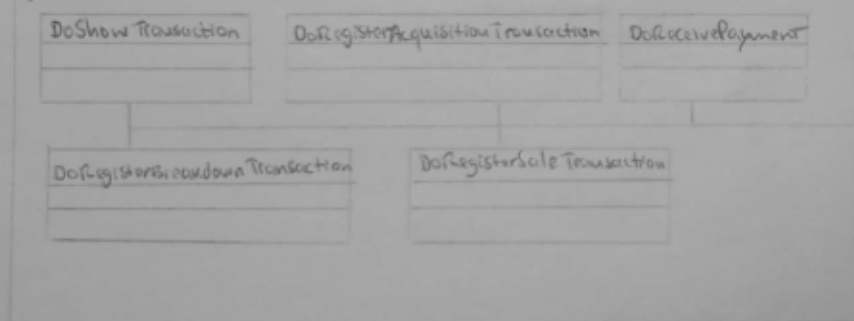 DoShowTransaction
DoRegisterAcquisitionTransaction
DoReceivePayment
DoRegisterBreakdownTransaction
DoRegisterSaleTransaction